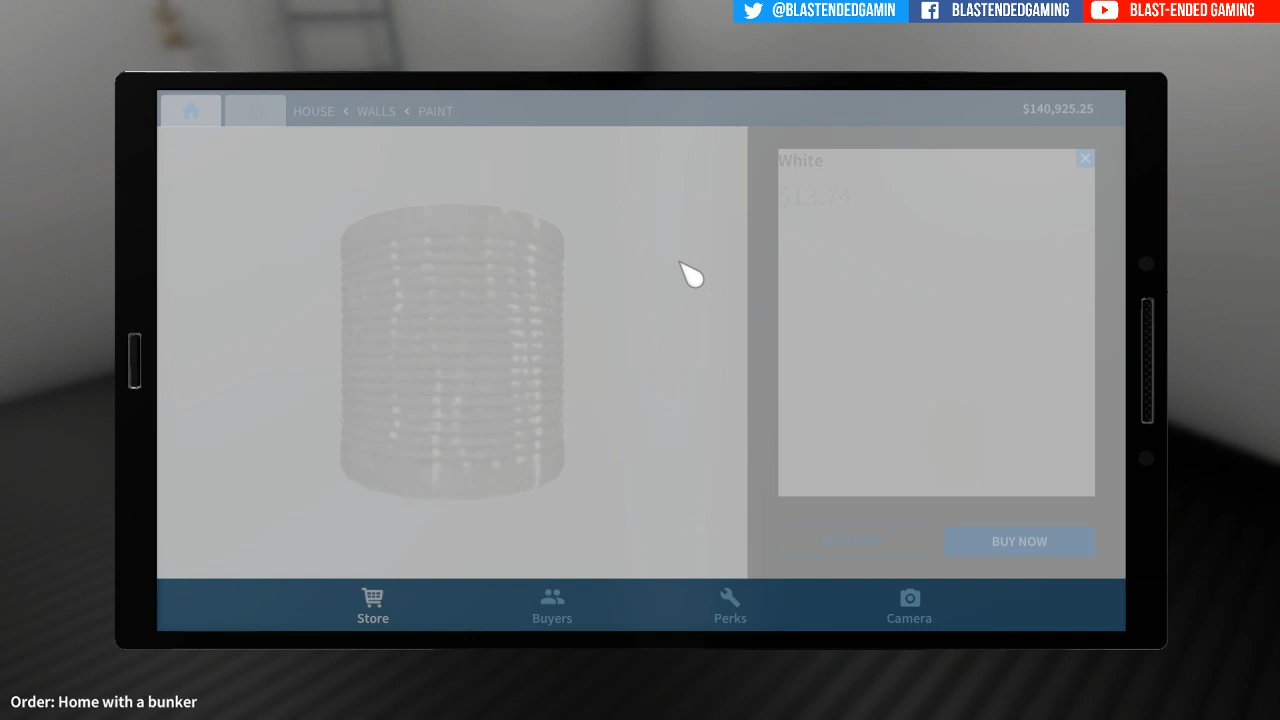 @BLASTENDEDGAMIN
BLASTENDEDGAMING
BLAST-ENDED GAMING
HOUSE < WALLS < PAINT
$140,925.25
White
$13.74
BUY NOW
Store
Buyers
Perks
Camera
Order: Home with a bunker